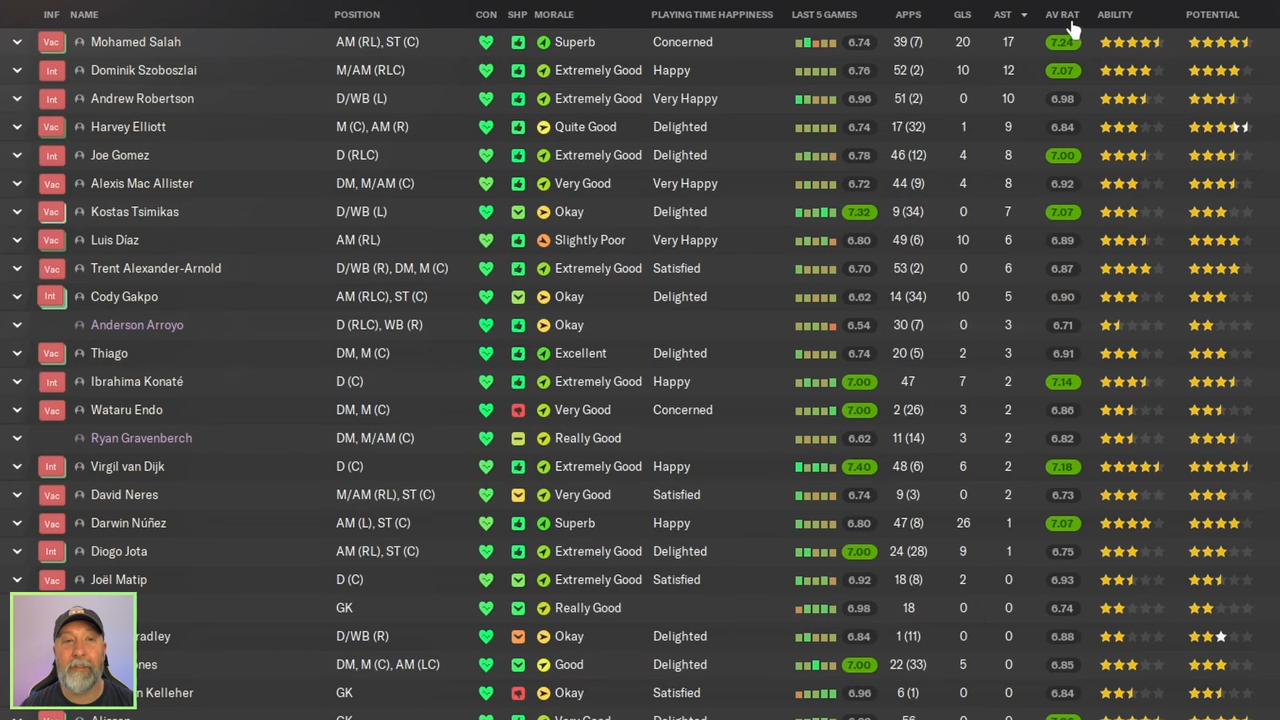 INF NAME POSITION CON SHP MORALE PLAYING TIME HAPPINESS LAST 5 GAMES APPS GLS AST AV RAT ABILITY POTENTIAL
Vac Mohamed Salah AM (RL), ST (C) Superb Concerned 6.74 39 (7) 20 17 7.24
Int Dominik Szoboszlai M/AM (RLC) Extremely Good Happy 6.76 52 (2) 10 12 7.07
Int Andrew Robertson D/WB (L) Extremely Good Very Happy 6.96 51 (2) 0 10 6.98
Vac Harvey Elliott M (C), AM (R) Quite Good Delighted 6.74 17 (32) 1 9 6.84
Int Joe Gomez D (RLC) Extremely Good Delighted 6.78 46 (12) 4 8 7.00
Vac Alexis Mac Allister DM, M/AM (C) Very Good Very Happy 6.72 44 (9) 4 8 6.92
Vac Kostas Tsimikas D/WB (L) Okay Delighted 7.32 9 (34) 0 7 7.07
Vac Luis Díaz AM (RL) Slightly Poor Very Happy 6.80 49 (6) 10 6 6.89
Vac Trent Alexander-Arnold D/WB (R), DM, M (C) Extremely Good Satisfied 6.70 53 (2) 0 6 6.87
Int Cody Gakpo AM (RLC), ST (C) Okay Delighted 6.62 14 (34) 10 5 6.90
Anderson Arroyo D (RLC), WB (R) Okay 6.54 30 (7) 0 3 6.71
Vac Thiago DM, M (C) Excellent Delighted 6.74 20 (5) 2 3 6.91
Int Ibrahima Konaté D (C) Extremely Good Happy 7.00 47 7 2 7.14
Vac Wataru Endo DM, M (C) Very Good Concerned 7.00 2 (26) 3 2 6.86
Ryan Gravenberch DM, M/AM (C) Really Good 6.62 11 (14) 3 2 6.82
Int Virgil van Dijk D (C) Extremely Good Happy 7.40 48 (6) 6 2 7.18
Vac David Neres M/AM (RL), ST (C) Very Good Satisfied 6.74 9 (3) 0 2 6.73
Vac Darwin Núñez AM (L), ST (C) Superb Happy 6.80 47 (8) 26 1 7.07
Int Diogo Jota AM (RL), ST (C) Extremely Good Delighted 7.00 24 (28) 9 1 6.75
Vac Joël Matip D (C) Extremely Good Satisfied 6.92 18 (8) 2 0 6.93
GK Really Good 6.98 18 0 0 6.74
radley D/WB (R) Okay Delighted 6.84 1 (11) 0 0 6.88
ones DM, M (C), AM (LC) Good Delighted 7.00 22 (33) 5 0 6.85
n Kelleher GK Okay Satisfied 6.96 6 (1) 0 0 6.84